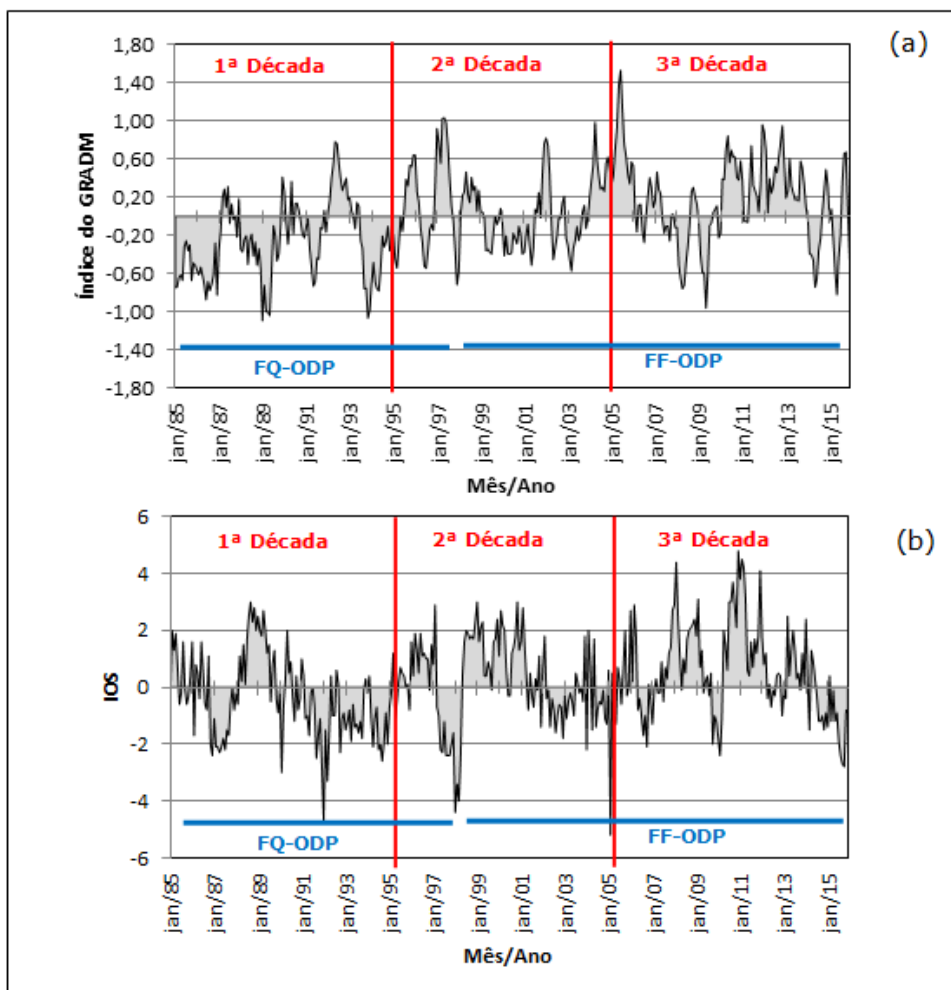 (a)
Índice do GRADM
1,80
1,40
1,00
0,60
0,20
-0,20
-0,60
-1,00
-1,40
-1,80
1ª Década
2ª Década
3ª Década
FQ-ODP
FF-ODP
jan/85
jan/87
jan/89
jan/91
jan/93
jan/95
jan/97
jan/99
jan/01
jan/03
jan/05
jan/07
jan/09
jan/11
jan/13
jan/15
Mês/Ano
(b)
IOS
6
4
2
0
-2
-4
-6
1ª Década
2ª Década
3ª Década
FQ-ODP
FF-ODP
jan/85
jan/87
jan/89
jan/91
jan/93
jan/95
jan/97
jan/99
jan/01
jan/03
jan/05
jan/07
jan/09
jan/11
jan/13
jan/15
Mês/Ano